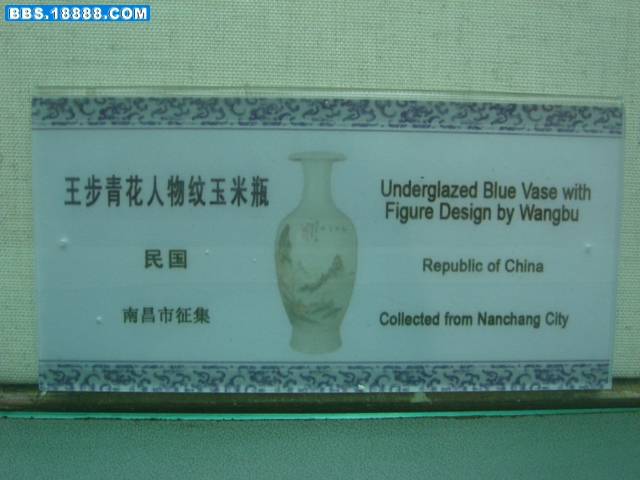 BBS.18888.COM
王步青花人物纹玉米瓶
民国
南昌市征集
Underglazed Blue Vase with
Figure Design by Wangbu
Republic of China
Collected from Nanchang City